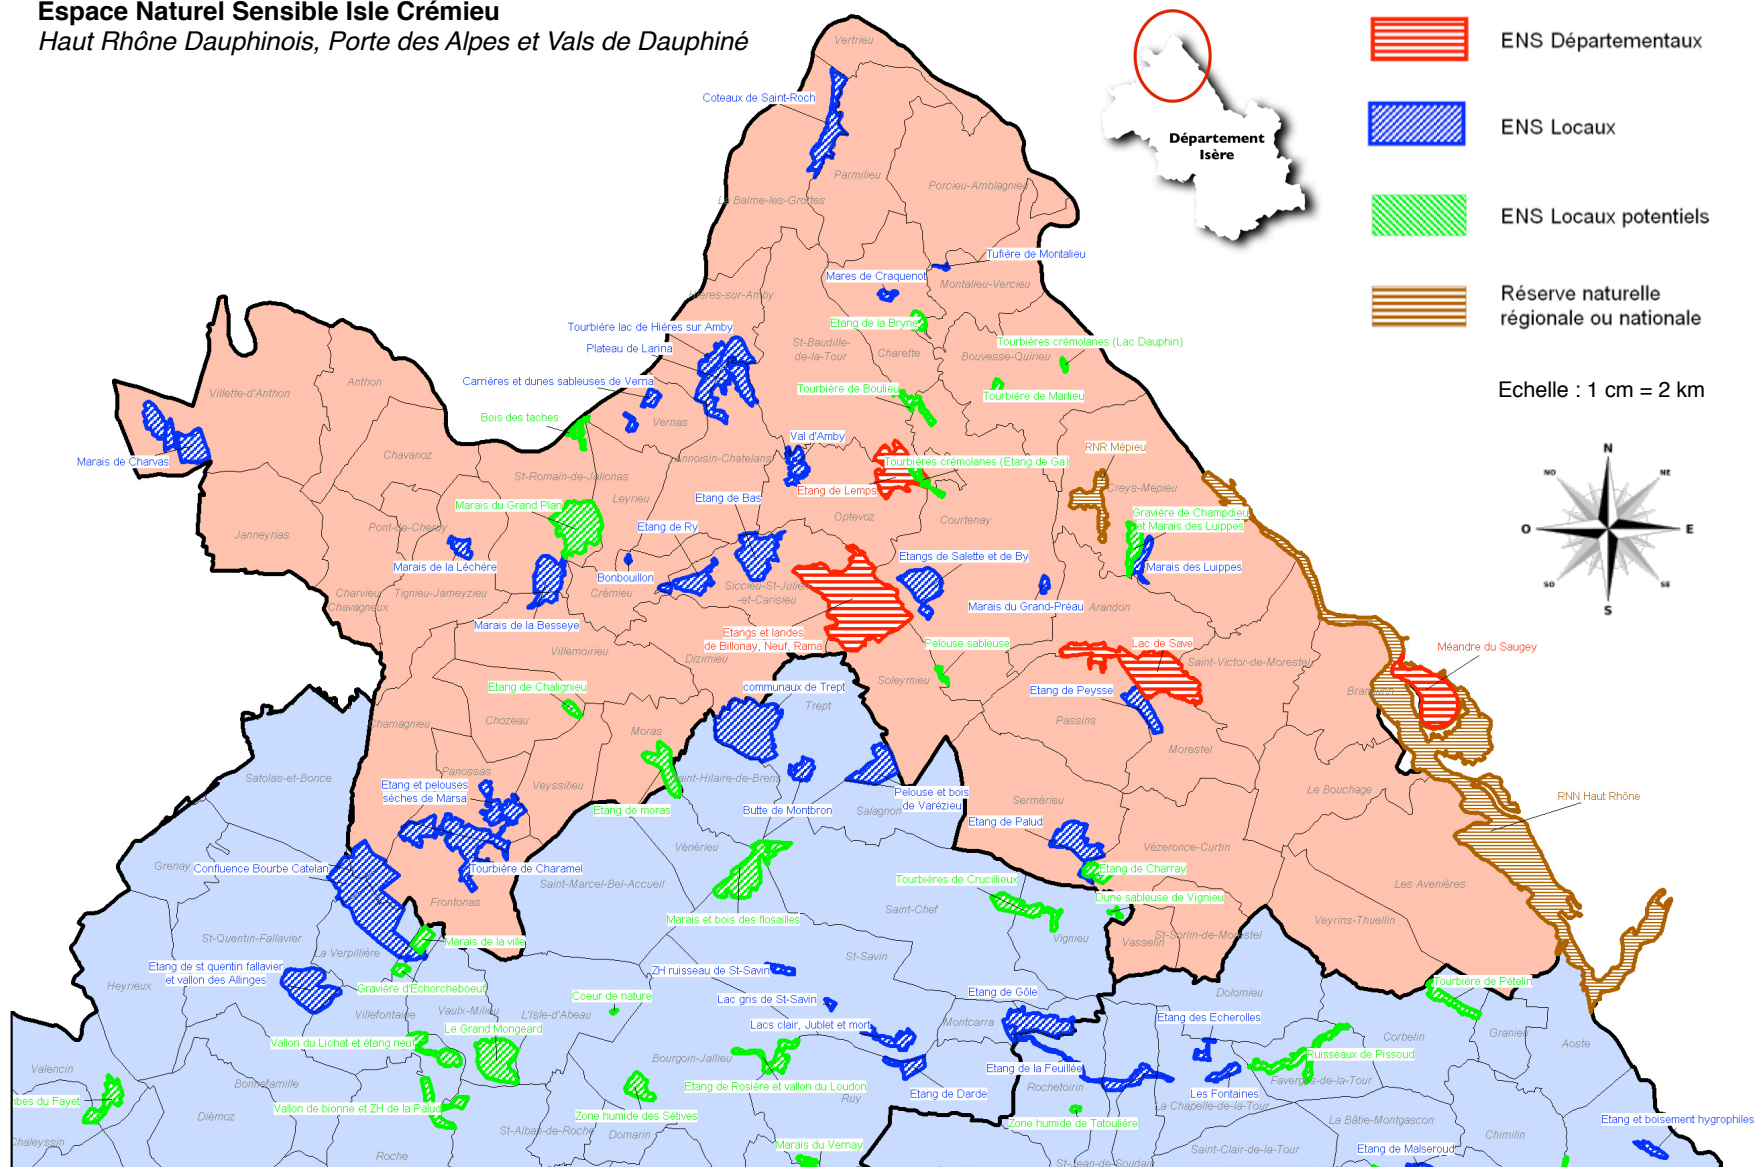 Espace Naturel Sensible Isle Crémieu
Haut Rhône Dauphinois, Porte des Alpes et Vals de Dauphiné
ENS Départementaux
ENS Locaux
ENS Locaux potentiels
Réserve naturelle
régionale ou nationale
Echelle : 1 cm = 2 km
Département
Isère
N
NE
E
SE
S
SO
O
NO
Vertrieu
Coteaux de Saint-Roch
Parmilieu
Porcieu-Amblagnieu
La Balme-les-Grottes
Tufière de Montalieu
Mares de Craquenot
Montalieu-Vercieu
Hières-sur-Amby
Etang de la Bryne
Tourbière lac de Hiéres sur Amby
Plateau de Larina
St-Baudille-
de-la-Tour
Charette
Bouvesse-Quirieu
Tourbières crémolanes (Lac Dauphin)
Carrières et dunes sableuses de Verna
Tourbière de Boulieu
Tourbière de Marlieu
Villette-d'Anthon
Anthon
Bois des taches
Vernas
Val d'Amby
RNR Mépieu
Marais de Charvas
Chavanoz
Annoisin-Chatelans
Tourbières crémolanes (Etang de Ga)
St-Romain-de-Jalionas
Etang de Lemps
Creys-Mepieu
Leyrieu
Etang de Bas
Marais du Grand Plan
Optevoz
Courtenay
Gravière de Champdieu
et Marais des Luippes
Pont-de-Cheruy
Etang de Ry
Janneyrias
Etangs de Salette et de By
Marais de la Léchére
Marais des Luippes
Bonbouillon
Charvieu
Chavagneux
Tignieu-Jameyzieu
Crémieu
Siccieu-St-Julien
-et-Carisieu
Marais du Grand-Préau
Arandon
Marais de la Besseye
Etangs et landes
de Billonay, Neuf, Rama
Pelouse sableuse
Lac de Save
Méandre du Saugey
Villemoirieu
Dizimieu
Saint-Victor-de-Morestel
Soleymieu
Etang de Chalignieu
communaux de Trept
Etang de Peysse
Trept
Chamagnieu
Chozeau
Moras
Passins
Morestel
Satolas-et-Bonce
Panossas
Veyssilieu
Saint-Hilaire-de-Brens
Etang et pelouses
séches de Marsa
Pelouse et bois
de Varézieu
Le Bouchage
RNN Haut Rhône
Sermérieu
Etang de moras
Butte de Montbron
Salagnon
Etang de Palud
Vénérieu
Vézeronce-Curtin
Grenay
Confluence Bourbe Catelan
Tourbière de Charamel
Etang de Charray
Saint-Marcel-Bel-Accueil
Tourbières de Crucillieux
Les Avenières
Dune sableuse de Vignieu
Frontonas
Saint-Chef
Marais et bois des flosailles
Veyrins-Thuellin
St-Quentin-Fallavier
Marais de la ville
Vignieu
Vasselin
St-Sorlin-de-Morestel
La Verpillière
St-Savin
Etang de st quentin fallavier
et vallon des Allinges
ZH ruisseau de St-Savin
Heyrieux
Gravière d'Echorcheboeuf
Tourbière de Pételin
Coeur de nature
Lac gris de St-Savin
Etang de Gôle
Dolomieu
Villefontaine
Vaulx-Milieu
L'Isle-d'Abeau
Montcarra
Etang des Echerolles
Le Grand Mongeard
Lacs clair, Jublet et mort
Granieu
Corbelin
Vallon du Lichat et étang neuf
Aoste
Bourgoin-Jallieu
Ruisseaux de Pissoud
Valencin
Etang de la Feuillée
Bonnefamille
Etang de Rosière et vallon du Loudon
Rochetoirin
Faverges-de-la-Tour
Etang de Darde
Les Fontaines
Ruy
Vallon de bionne et ZH de la Palud
La Chapelle-de-la-Tour
Diémoz
Zone humide des Sétives
Zone humide de Tatoulière
La Bâtie-Montgascon
Etang et boisement hygrophiles
St-Alban-de-Roche
Domarin
Chimilin
Marais du Vernay
Saint-Clair-de-la-Tour
Etang de Malseroud
Roche
St-Jean-de-Soudain